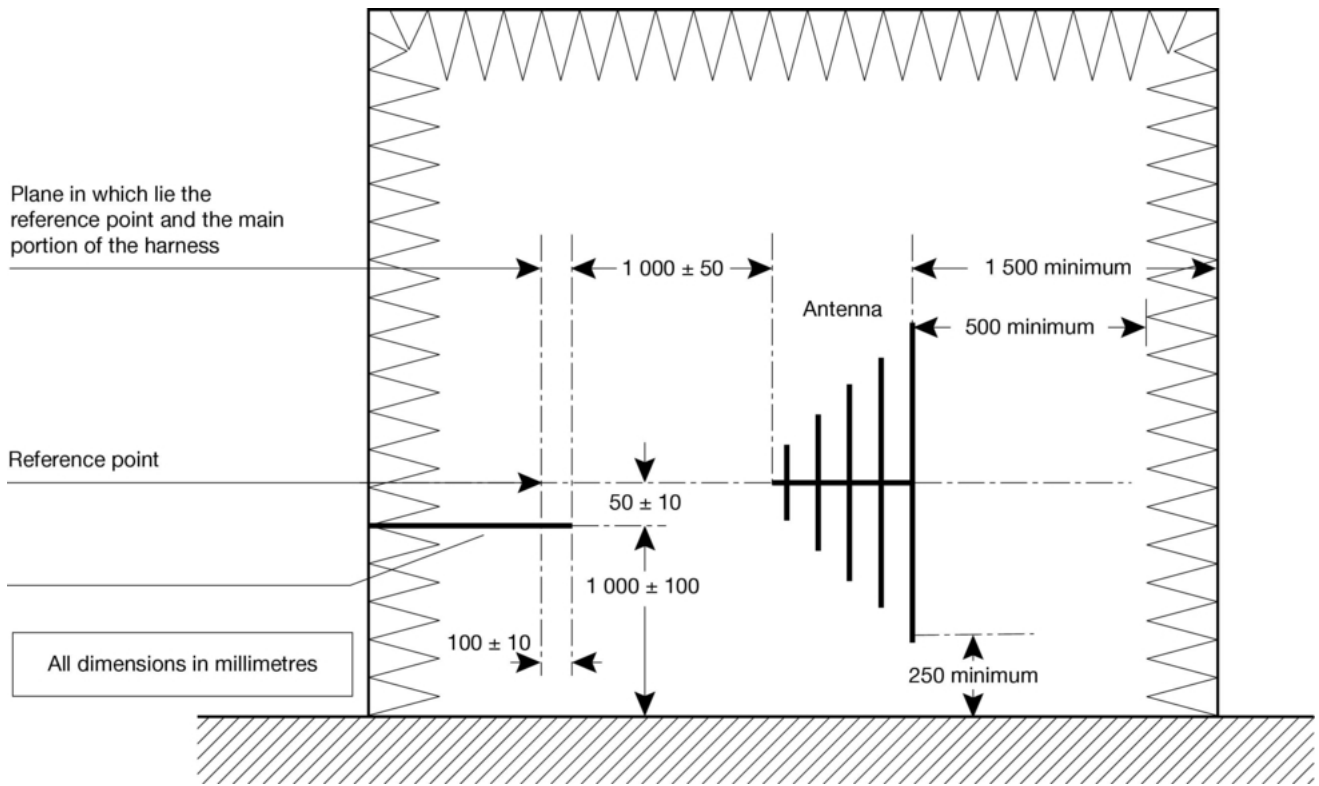 Plane in which lie the
reference point and the main
portion of the harness
1 000 ± 50
1 500 minimum
Antenna
500 minimum
Reference point
50 ± 10
1 000 ± 100
100 ± 10
All dimensions in millimetres
250 minimum